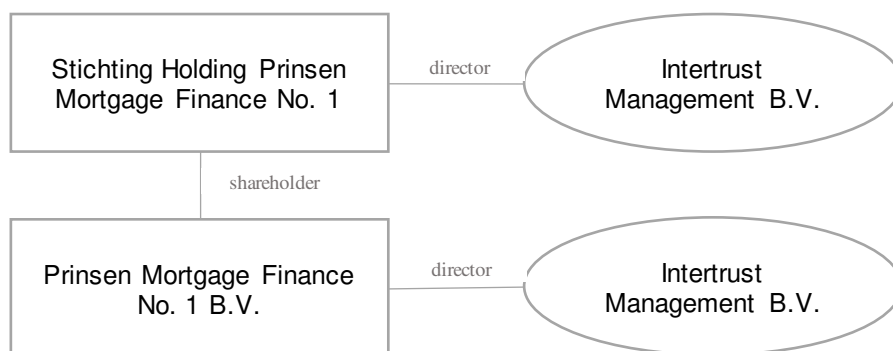 Stichting Holding Prinsen
Mortgage Finance No. 1
director
Intertrust
Management B.V.
shareholder
Prinsen Mortgage Finance
No. 1 B.V.
director
Intertrust
Management B.V.